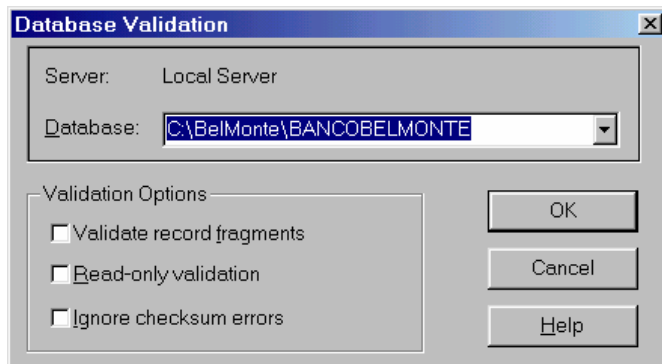 Database Validation
Server: Local Server
Database: C:\BelMonte\BANCOBELMONTE
Validation Options
Validate record fragments
Read-only validation
Ignore checksum errors
OK
Cancel
Help